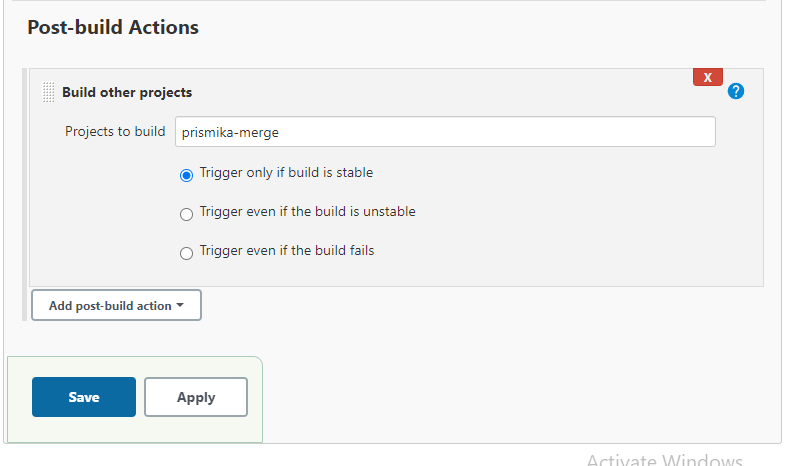 Post-build Actions
X
Build other projects
?
Projects to build prismika-merge
Trigger only if build is stable
Trigger even if the build is unstable
Trigger even if the build fails
Add post-build action
Save Apply
Activate Windows